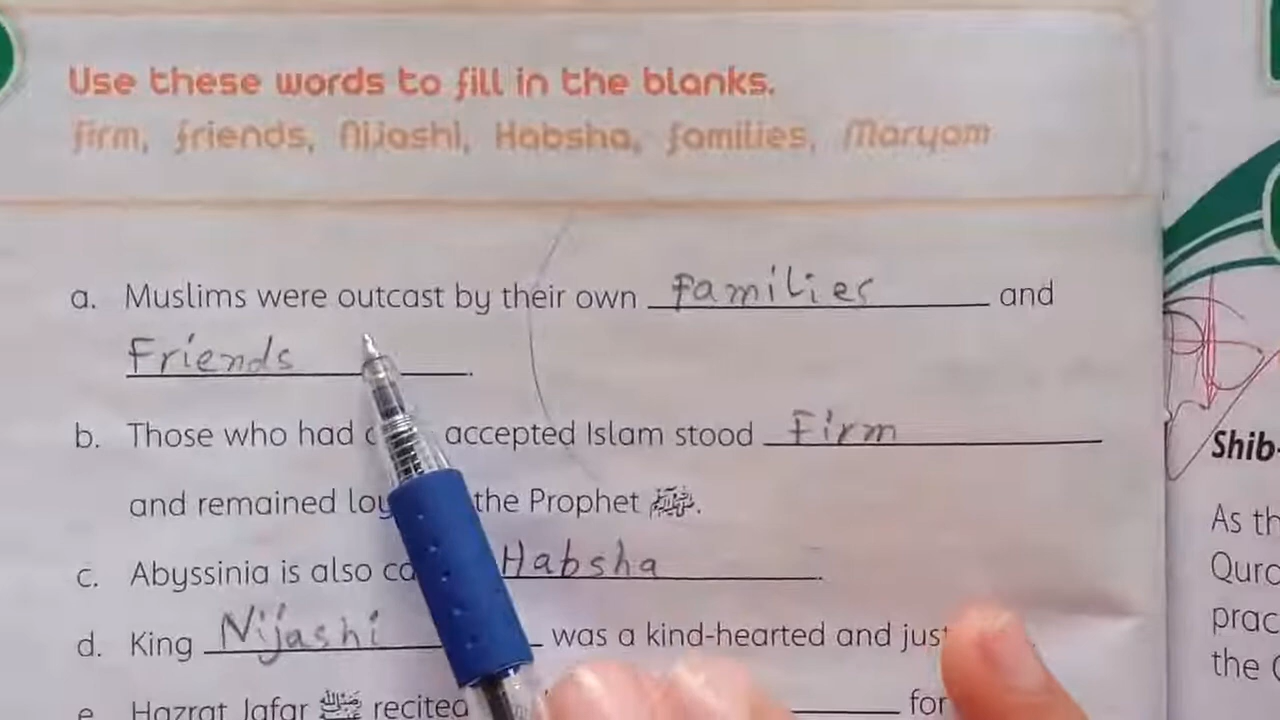 Use these words to fill in the blanks.
firm, friends, Nijashi, Habsha, families, Maryam
a. Muslims were outcast by their own families and
Friends.
b. Those who had accepted Islam stood Firm
and remained the Prophet ﷺ.
c. Abyssinia is also Habsha.
d. King Nijashi was a kind-hearted and
e. Hazrat Jafar recited for
Shib-
As th
Qura
prac
the